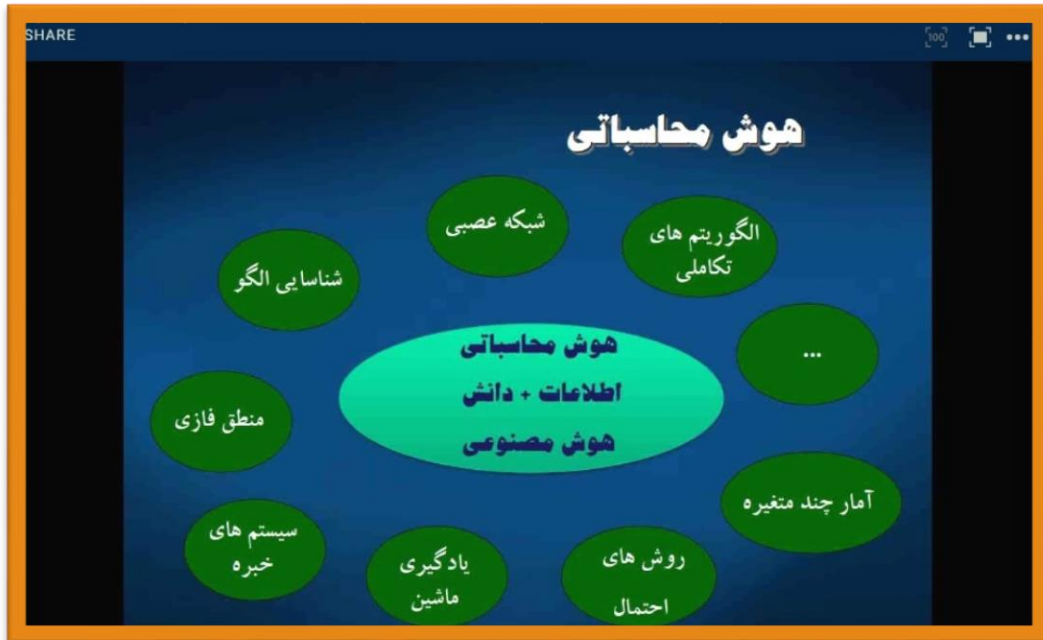 SHARE
100
هوش محاسباتی
شبکه عصبی
الگوریتم های
تکاملی
شناسایی الگو
...
هوش محاسباتی
اطلاعات + دانش
هوش مصنوعی
منطق فازی
آمار چند متغیره
سیستم های
خبره
یادگیری
ماشین
روش های
احتمال